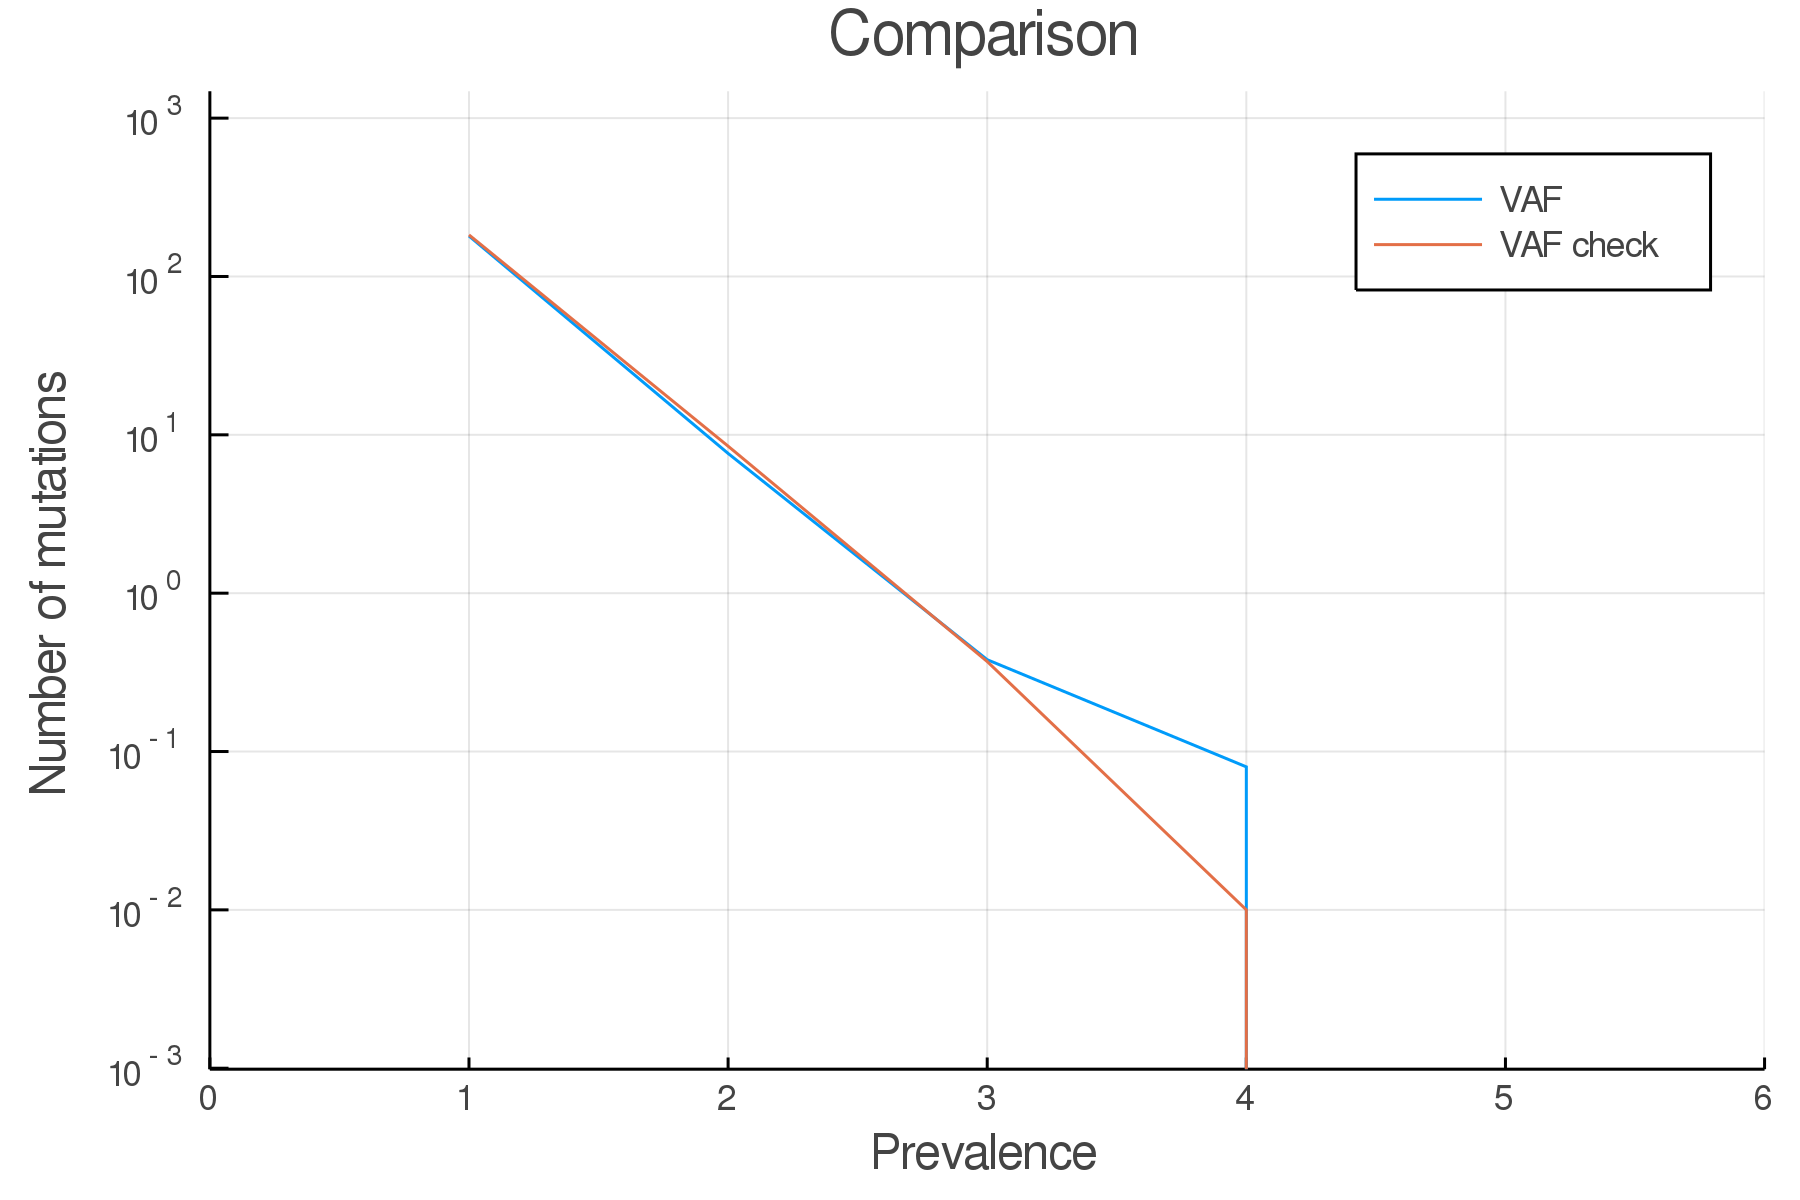 Comparison
10^3
10^2
10^1
10^0
10^-1
10^-2
10^-3
Number of mutations
VAF
VAF check
0 1 2 3 4 5 6
Prevalence